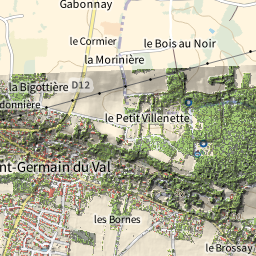 Gabonnay
le Cormier
le Bois au Noir
la Morinière
la Bigottière
D12
donnière
le Petit Villenette
nt-Germain du Val
les Bornes
le Brossay